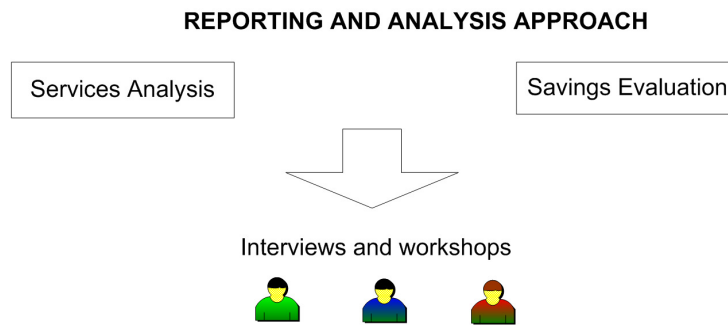 REPORTING AND ANALYSIS APPROACH
Services Analysis
Savings Evaluation
Interviews and workshops